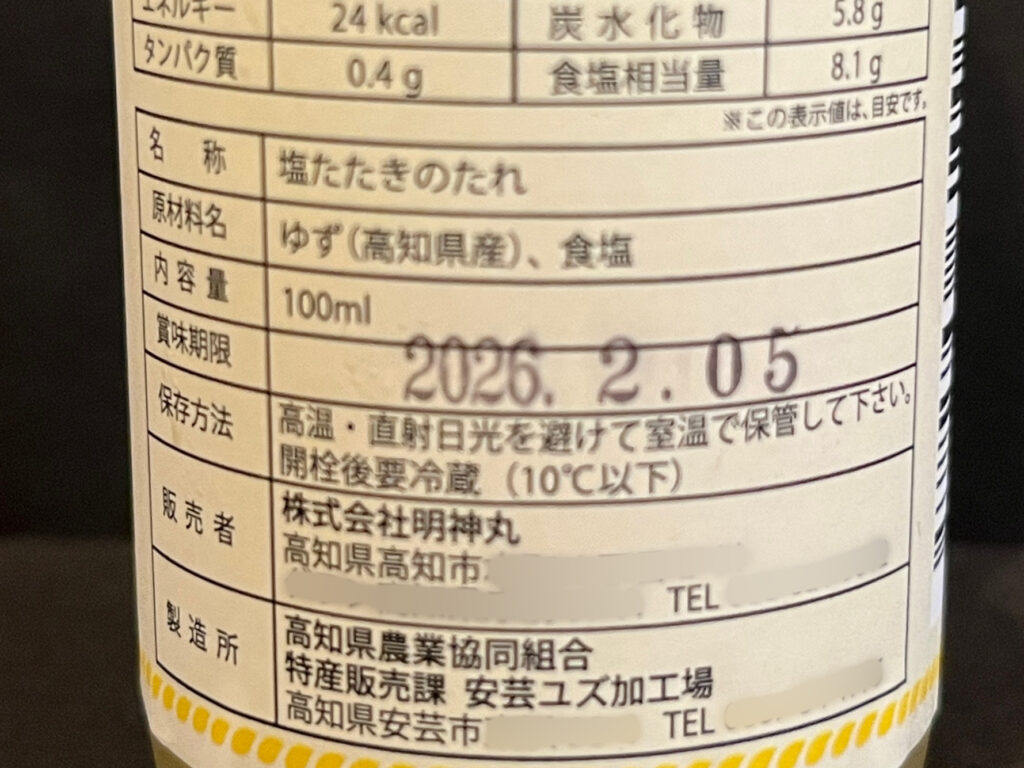 エネルギー 24 kcal 炭水化物 5.8 g
タンパク質 0.4 g 食塩相当量 8.1 g
※この表示値は、目安です。
名称 塩たたきのたれ
原材料名 ゆず(高知県産)、食塩
内容量 100ml
賞味期限 2026. 2. 05
保存方法 高温・直射日光を避けて室温で保管して下さい。
開栓後要冷蔵 (10℃以下)
販売者 株式会社明神丸
高知県高知市
TEL
製造所 高知県農業協同組合
特産販売課 安芸ユズ加工場
高知県安芸市 TEL